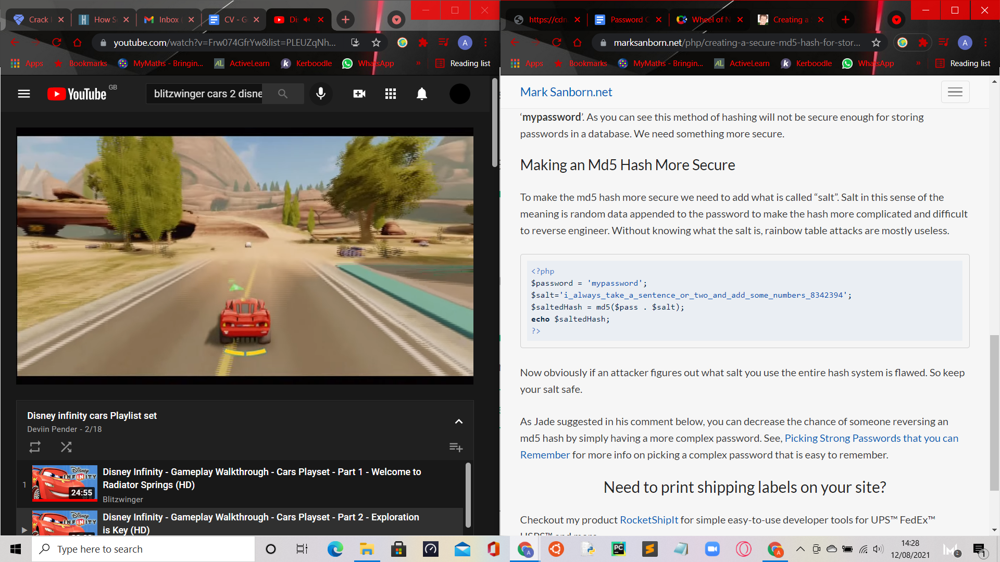 Crack
How S
Inbox
CV - G
Di
youtube.com/watch?v=Frw074GfrYw&list=PLEUZqNh...
A
Apps
Bookmarks
MyMaths - Bringin...
AL
ActiveLearn
k
Kerboodle
WhatsApp
»
Reading list
YouTube GB
blitzwinger cars 2 disne
Disney infinity cars Playlist set
Deviin Pender - 2/18
1
24:55
Disney Infinity - Gameplay Walkthrough - Cars Playset - Part 1 - Welcome to
Radiator Springs (HD)
Blitzwinger
Disney Infinity - Gameplay Walkthrough - Cars Playset - Part 2 - Exploration
is Key (HD)
https://cdn
Password C
Wheel of N
Creating a
marksanborn.net/php/creating-a-secure-md5-hash-for-stor...
A
Apps
Bookmarks
MyMaths - Bringin...
AL
ActiveLearn
k
Kerboodle
WhatsApp
»
Reading list
Mark Sanborn.net
‘mypassword’. As you can see this method of hashing will not be secure enough for storing
passwords in a database. We need something more secure.
Making an Md5 Hash More Secure
To make the md5 hash more secure we need to add what is called “salt”. Salt in this sense of the
meaning is random data appended to the password to make the hash more complicated and difficult
to reverse engineer. Without knowing what the salt is, rainbow table attacks are mostly useless.
<?php
$password = 'mypassword';
$salt='i_always_take_a_sentence_or_two_and_add_some_numbers_8342394';
$saltedHash = md5($pass . $salt);
echo $saltedHash;
?>
Now obviously if an attacker figures out what salt you use the entire hash system is flawed. So keep
your salt safe.
As Jade suggested in his comment below, you can decrease the chance of someone reversing an
md5 hash by simply having a more complex password. See, Picking Strong Passwords that you can
Remember for more info on picking a complex password that is easy to remember.
Need to print shipping labels on your site?
Checkout my product RocketShipIt for simple easy-to-use developer tools for UPS™ FedEx™
USPS™ and more
Type here to search
14:28
12/08/2021
2
1